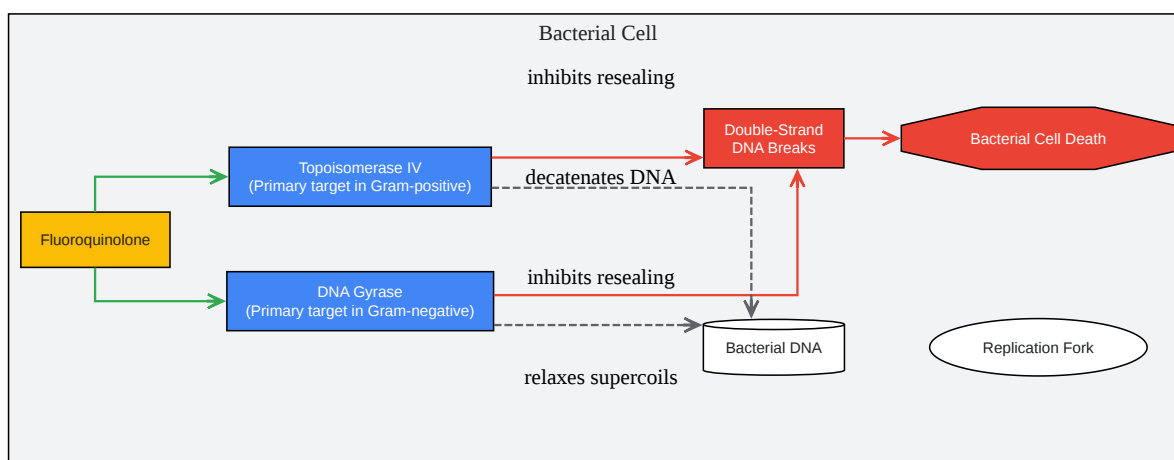 Bacterial Cell
inhibits resealing
Double-Strand
DNA Breaks
Bacterial Cell Death
Topoisomerase IV
(Primary target in Gram-positive)
decatenates DNA
Fluoroquinolone
DNA Gyrase
(Primary target in Gram-negative)
inhibits resealing
Bacterial DNA
Replication Fork
relaxes supercoils